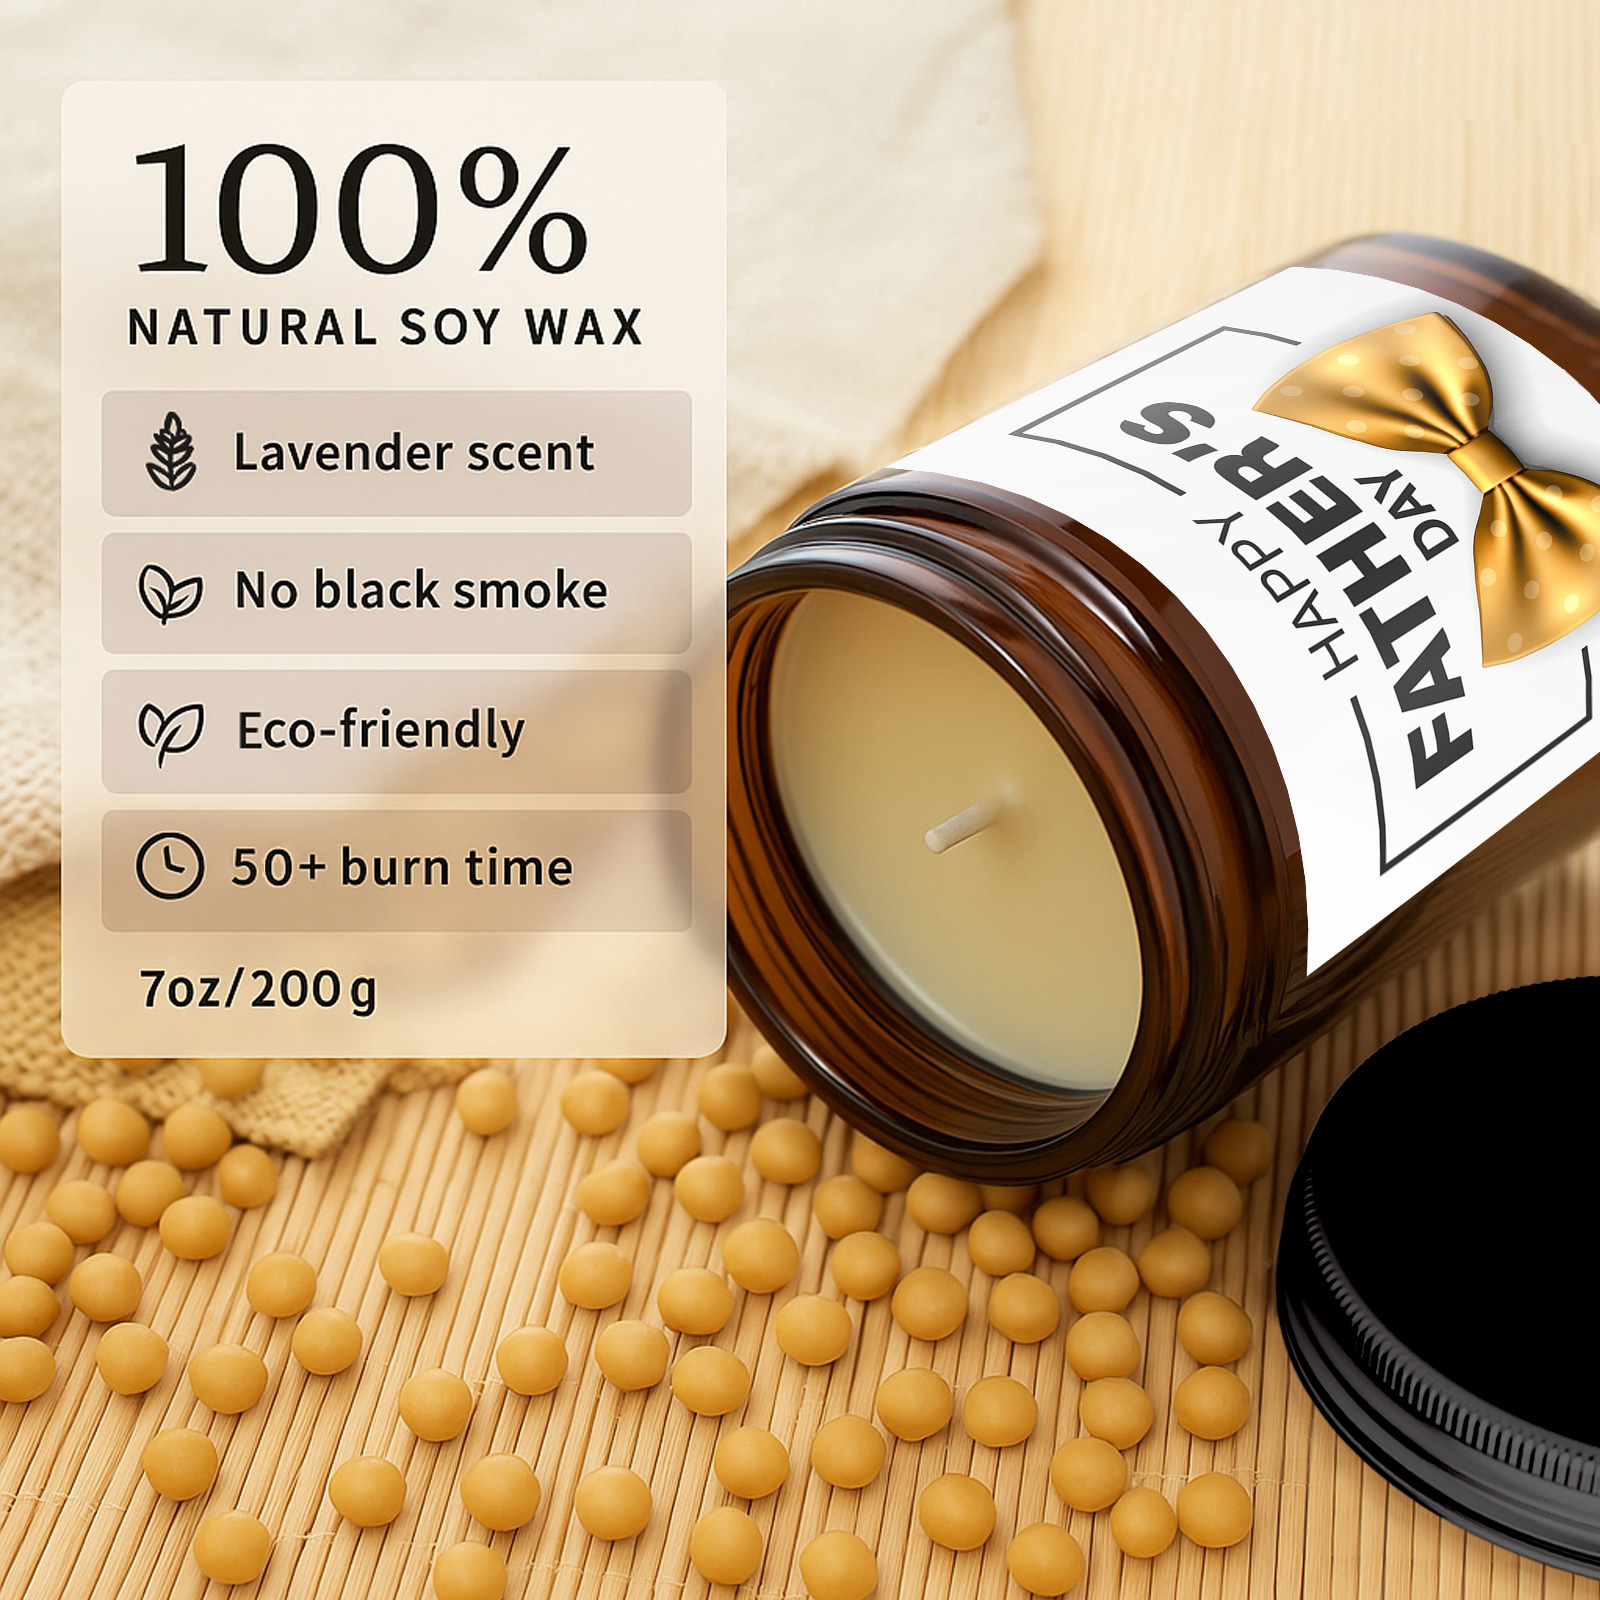 100%
NATURAL SOY WAX
Lavender scent
No black smoke
Eco-friendly
50+ burn time
7oz/200g
HAPPY
FATHER'S
DAY